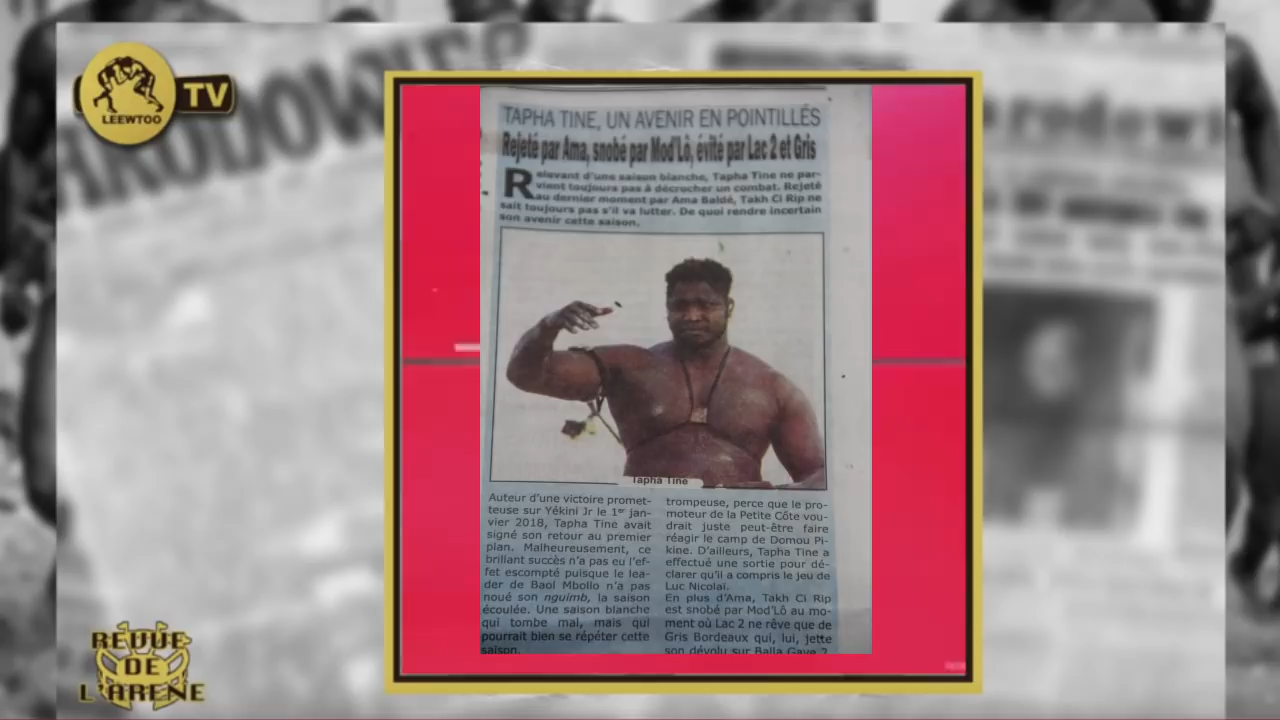 LEEWTOO
TV
TAPHA TINE, UN AVENIR EN POINTILLÉS
Rejeté par Ama, snobé par Mod'Lô, évité par Lac 2 et Gris
Relevant d'une saison blanche, Tapha Tine ne par-
vient toujours pas à décrocher un combat. Rejeté
au dernier moment par Ama Baldé, Takh Ci Rip ne
sait toujours pas s'il va lutter. De quoi rendre incertain
son avenir cette saison.
Tapha Tine
Auteur d'une victoire promet-
teuse sur Yékini Jr le 1er jan-
vier 2018, Tapha Tine avait
signé son retour au premier
plan. Malheureusement, ce
brillant succès n'a pas eu l'ef-
fet escompté puisque le lea-
der de Baol Mbollo n'a pas
noué son nguimb, la saison
écoulée. Une saison blanche
qui tombe mal, mais qui
pourrait bien se répéter cette
saison.
trompeuse, perce que le pro-
moteur de la Petite Côte vou-
drait juste peut-être faire
réagir le camp de Domou Pi-
kine. D'ailleurs, Tapha Tine a
effectué une sortie pour dé-
clarer qu'il a compris le jeu de
Luc Nicolaï.
En plus d'Ama, Takh Ci Rip
est snobé par Mod'Lô au mo-
ment où Lac 2 ne rêve que de
Gris Bordeaux qui, lui, jette
son dévolu sur Balla Gaye 2.
REVUE
DE
L'ARENE